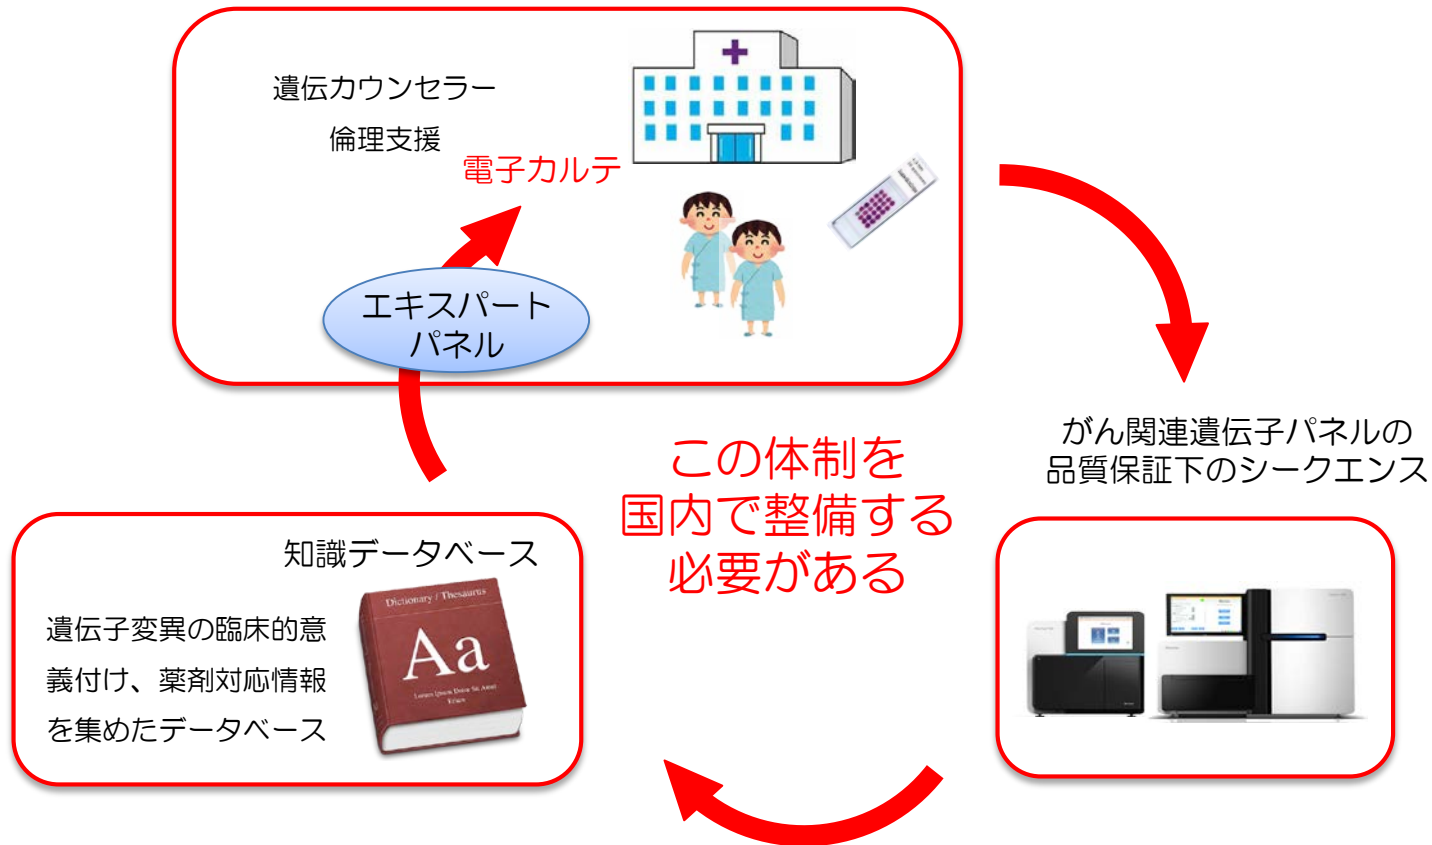 遺伝カウンセラー
倫理支援
電子カルテ
エキスパート
パネル
がん関連遺伝子パネルの
品質保証下のシークエンス
この体制を
国内で整備する
必要がある
知識データベース
遺伝子変異の臨床的意
義付け、薬剤対応情報
を集めたデータベース
Dictionary / Thesaurus
Aa
Lorem Ipsum Dolor Sit Amet